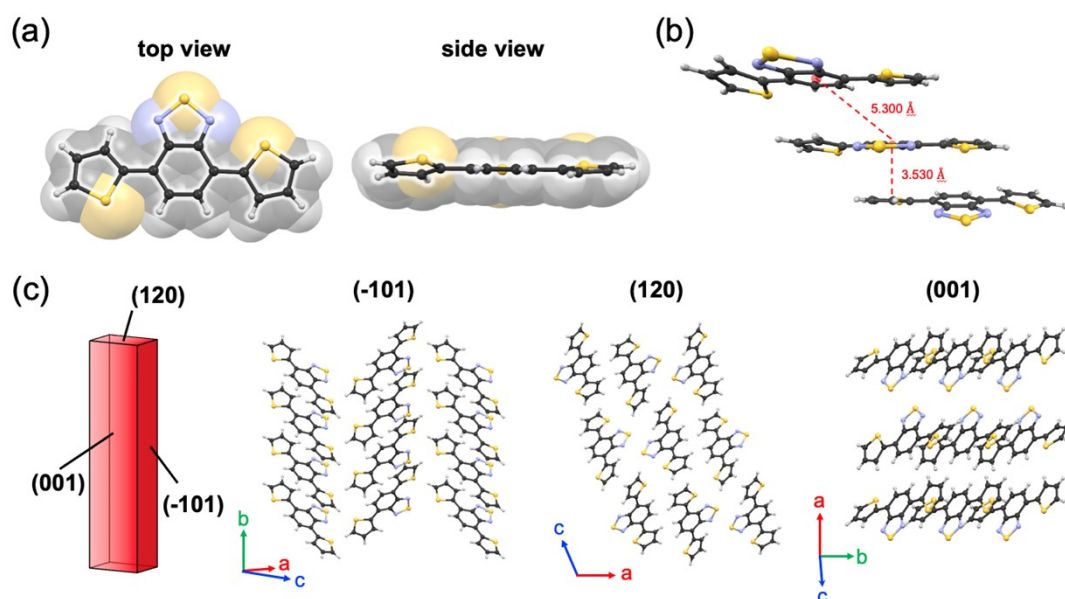 (a)
top view
side view
(b)
5.300 Å
3.530 Å
(c)
(120)
(001)
(-101)
(-101)
b
a
c
(120)
c
a
(001)
a
b
c